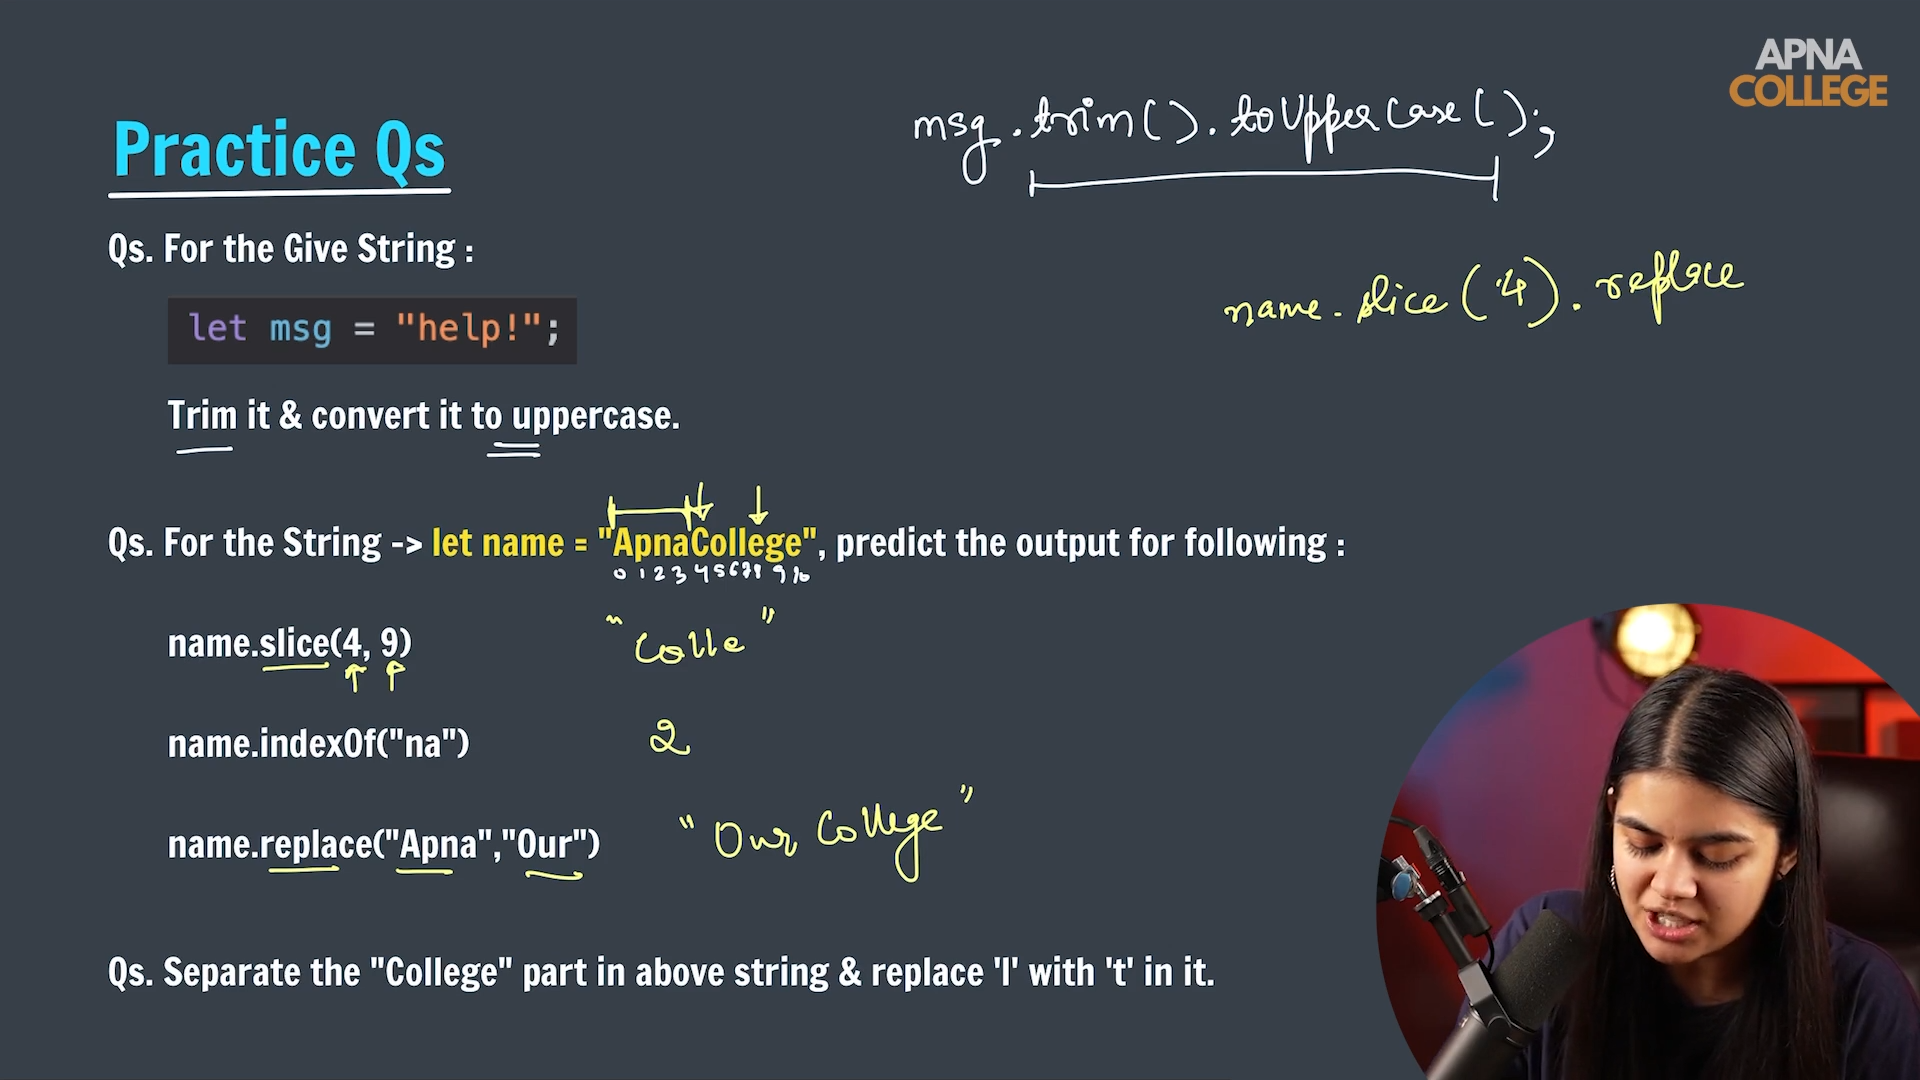 APNA
COLLEGE
msg.trim().toUpperCase();
Practice Qs
Qs. For the Give String :
name.slice(4).replace
let msg = "help!";
Trim it & convert it to uppercase.
Qs. For the String -> let name = "ApnaCollege", predict the output for following :
0 1 2 3 4 5 6 7 8 9 10
name.slice(4, 9) "Colle"
name.indexOf("na") 2
name.replace("Apna","Our") "Our College"
Qs. Separate the "College" part in above string & replace 'l' with 't' in it.